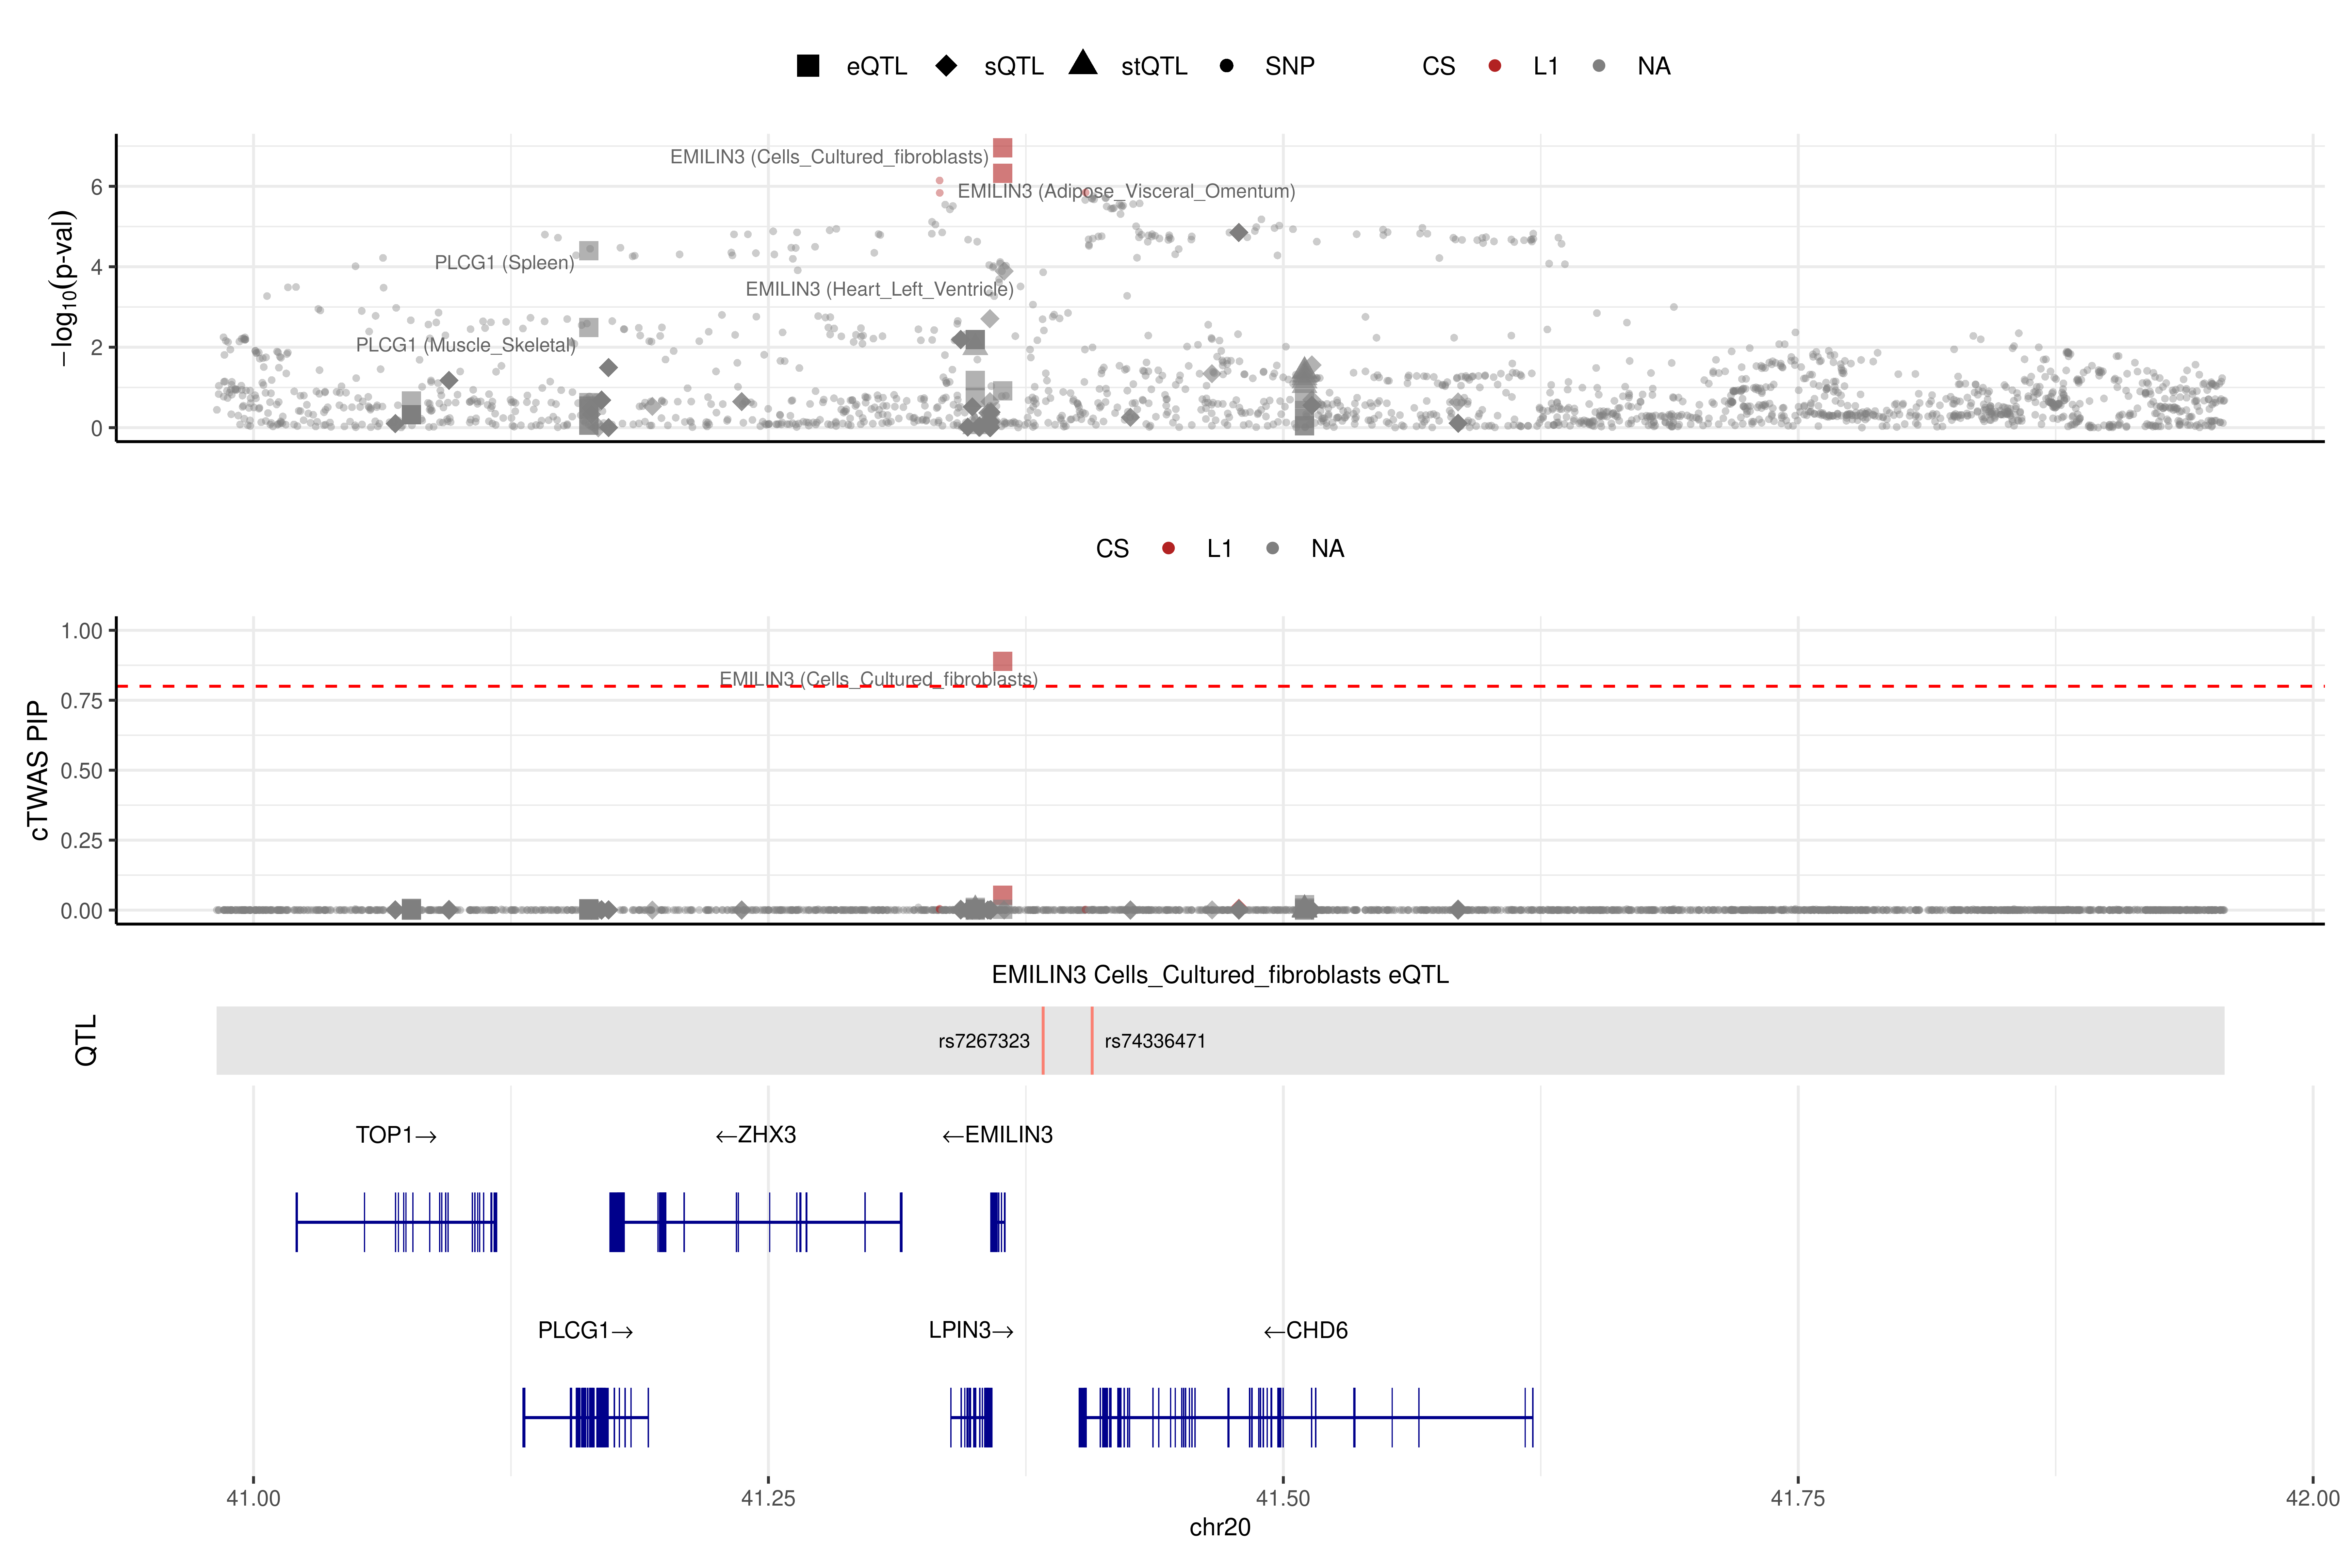 eQTL sQTL stQTL SNP CS L1 NA
−log10(p-val)
6
4
2
0
EMILIN3 (Cells_Cultured_fibroblasts)
EMILIN3 (Adipose_Visceral_Omentum)
PLCG1 (Spleen)
EMILIN3 (Heart_Left_Ventricle)
PLCG1 (Muscle_Skeletal)
CS L1 NA
cTWAS PIP
1.00
0.75
0.50
0.25
0.00
EMILIN3 (Cells_Cultured_fibroblasts)
EMILIN3 Cells_Cultured_fibroblasts eQTL
QTL
rs7267323 rs74336471
TOP1→ ←ZHX3 ←EMILIN3
PLCG1→ LPIN3→ ←CHD6
41.00 41.25 41.50 41.75 42.00
chr20